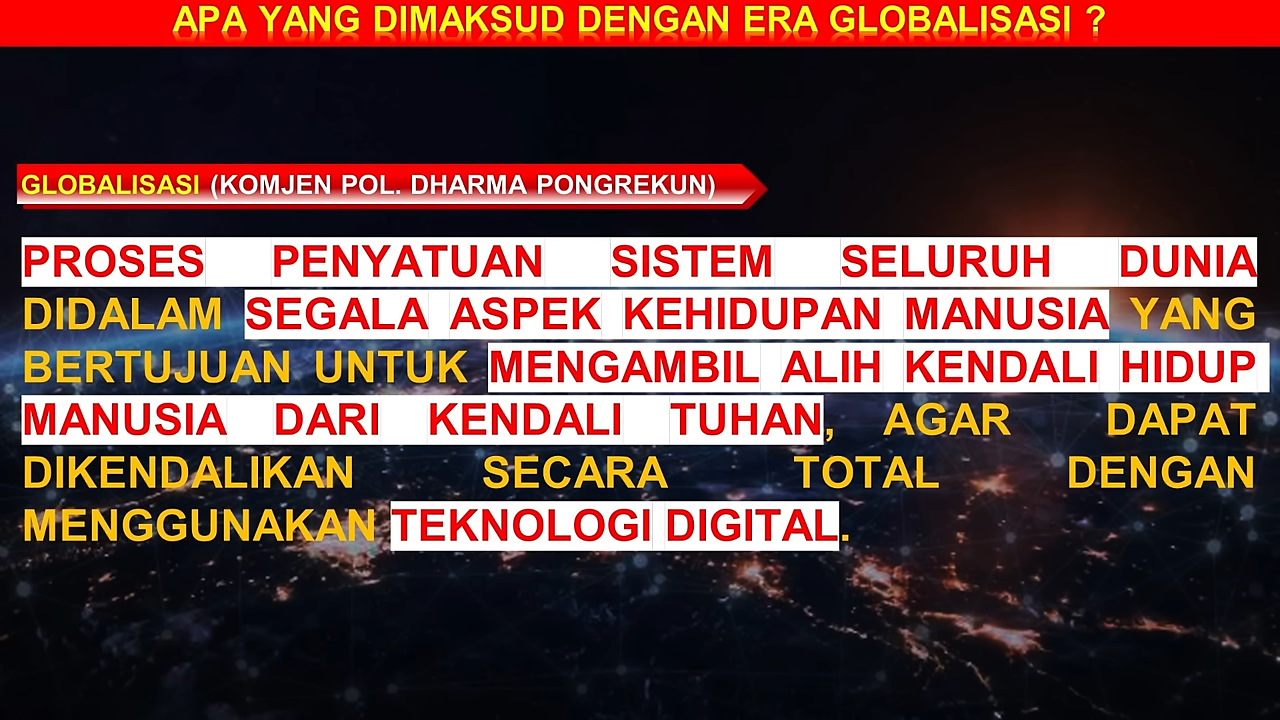 APA YANG DIMAKSUD DENGAN ERA GLOBALISASI ?
GLOBALISASI (KOMJEN POL. DHARMA PONGREKUN)
PROSES PENYATUAN SISTEM SELURUH DUNIA
DIDALAM SEGALA ASPEK KEHIDUPAN MANUSIA YANG
BERTUJUAN UNTUK MENGAMBIL ALIH KENDALI HIDUP
MANUSIA DARI KENDALI TUHAN, AGAR DAPAT
DIKENDALIKAN SECARA TOTAL DENGAN
MENGGUNAKAN TEKNOLOGI DIGITAL.